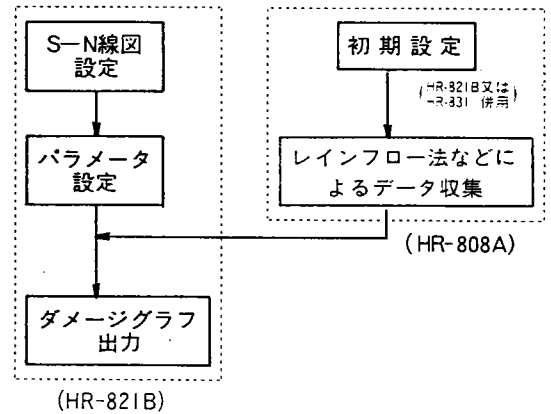 S—N線図
設定
パラメータ
設定
ダメージグラフ
出力
(HR-821B)
初期設定
(HR-821B又は
HR-831 併用)
レインフロー法などに
よるデータ収集
(HR-808A)